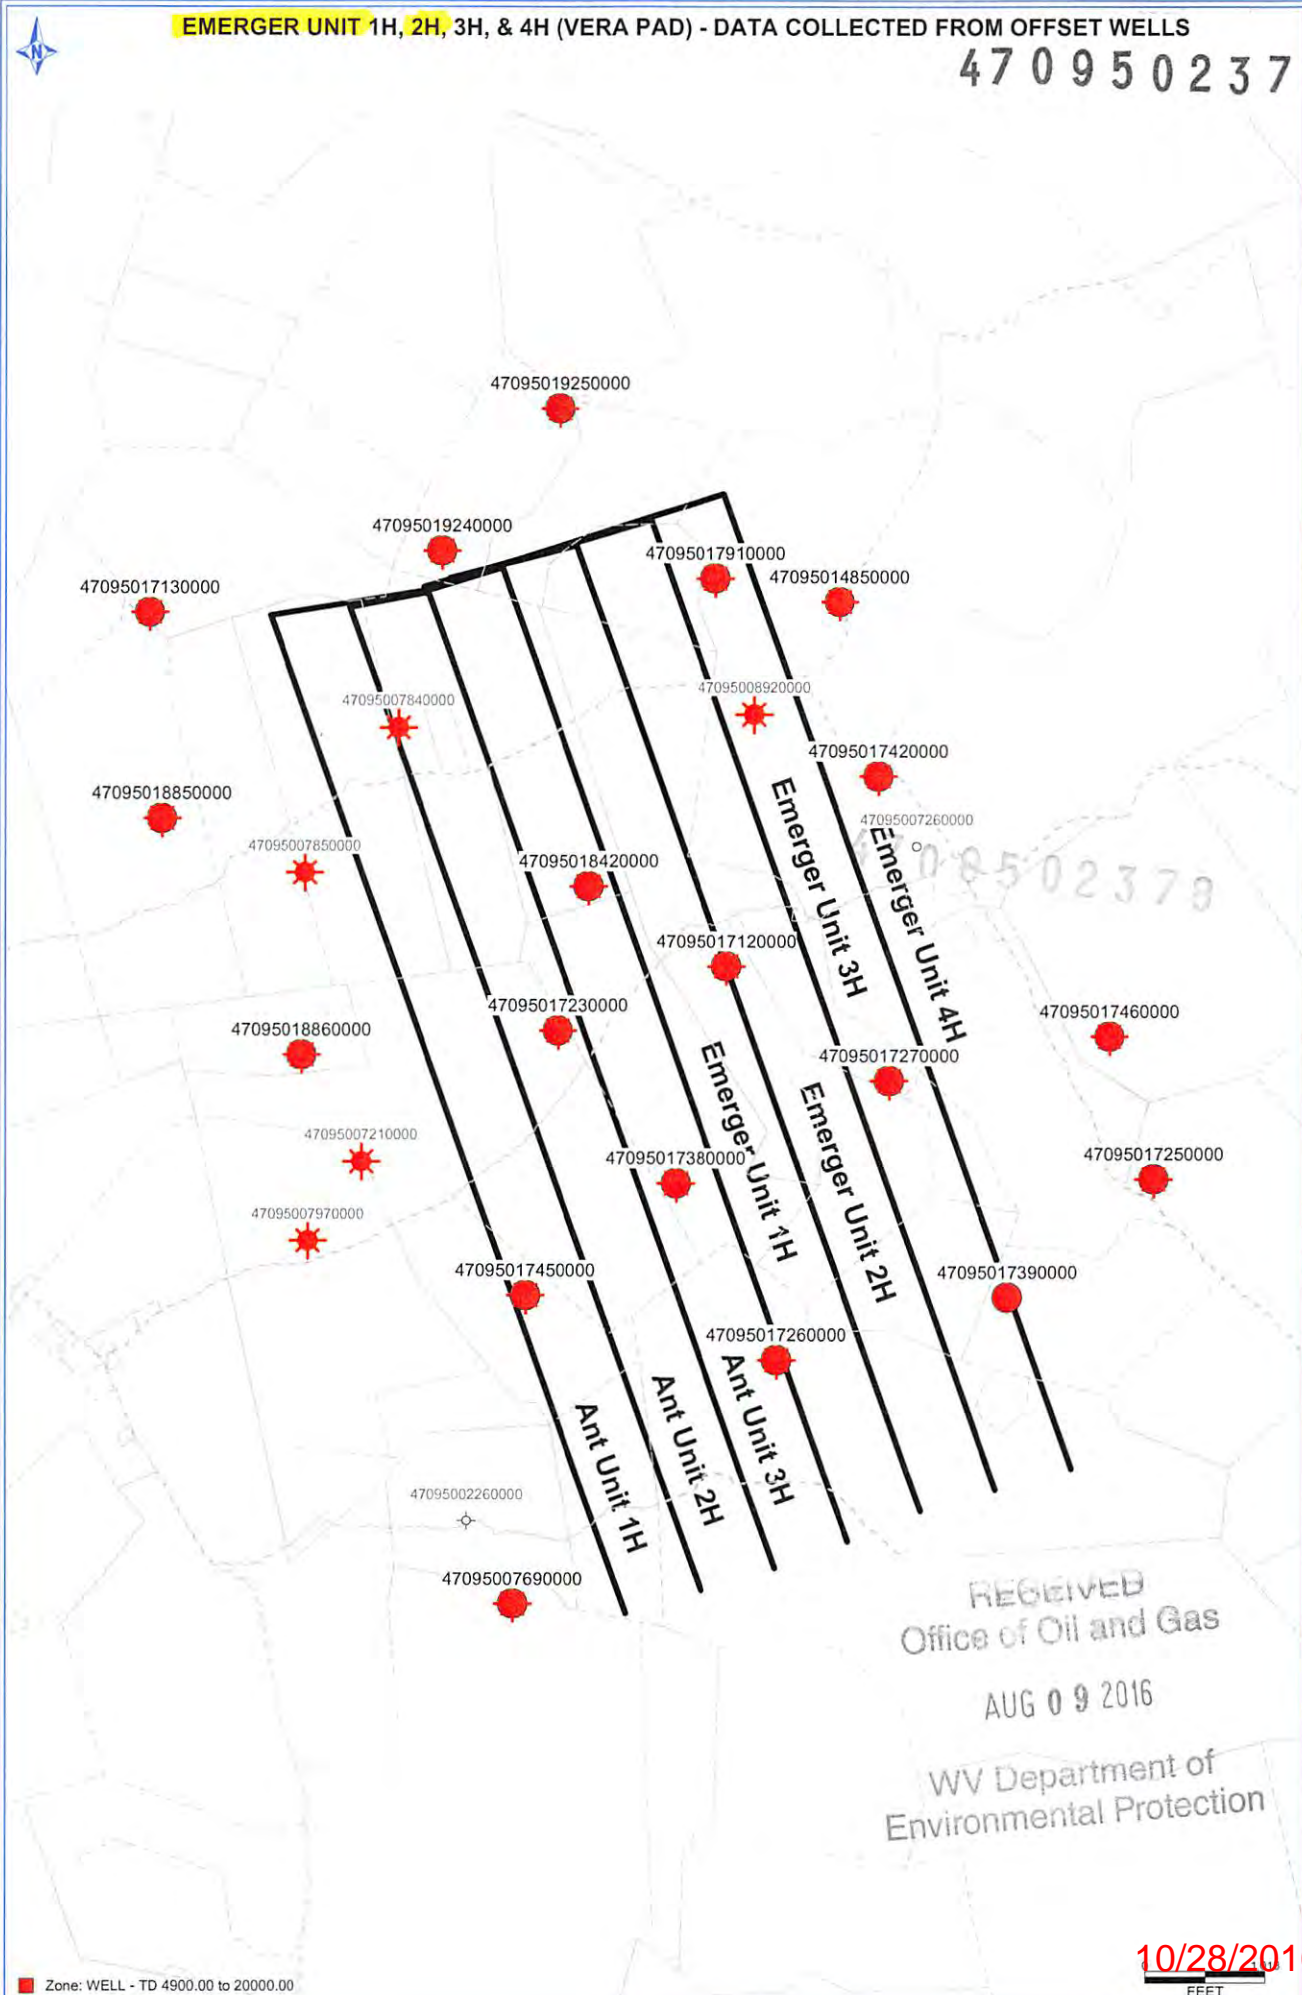 EMERGER UNIT 1H, 2H, 3H, & 4H (VERA PAD) - DATA COLLECTED FROM OFFSET WELLS
N
470950237
47095019250000
47095019240000
47095017910000
47095014850000
47095017130000
47095007840000
47095008920000
47095017420000
47095018850000
47095007260000
47095007850000
47095018420000
4708502379
Emerger Unit 3H
Emerger Unit 4H
47095017120000
47095017230000
47095017460000
47095018860000
47095017270000
Emerger Unit 1H
Emerger Unit 2H
47095007210000
47095017380000
47095017250000
47095007970000
47095017450000
47095017390000
47095017260000
Ant Unit 1H
Ant Unit 2H
Ant Unit 3H
47095002260000
47095007690000
RECEIVED
Office of Oil and Gas
AUG 09 2016
WV Department of
Environmental Protection
10/28/201
Zone: WELL - TD 4900.00 to 20000.00
FEET